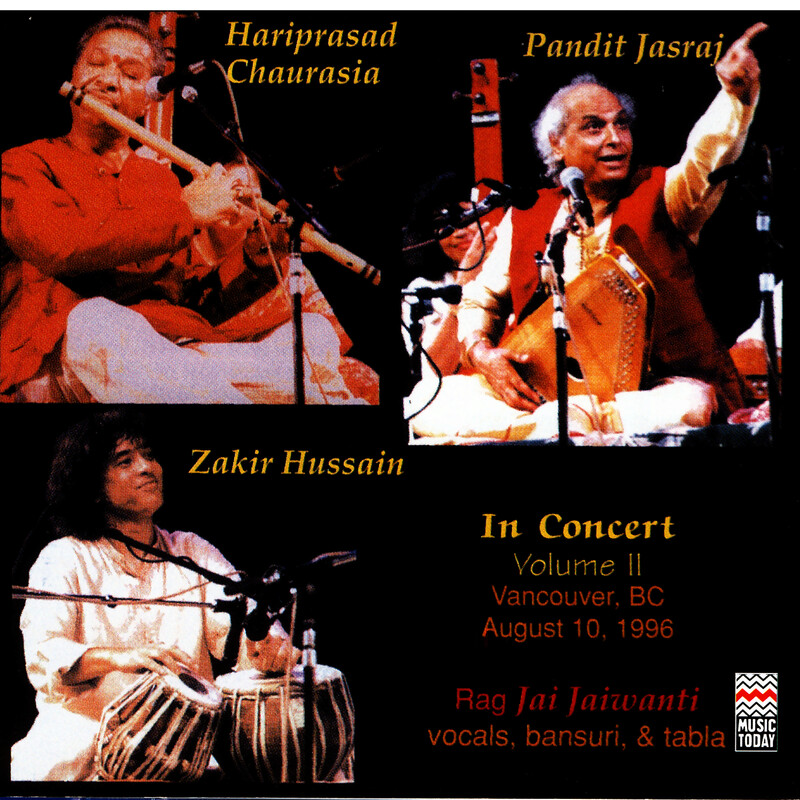 Hariprasad
Chaurasia
Pandit Jasraj
Zakir Hussain
In Concert
Volume II
Vancouver, BC
August 10, 1996
Rag Jai Jaiwanti
vocals, bansuri, & tabla
MUSIC
TODAY